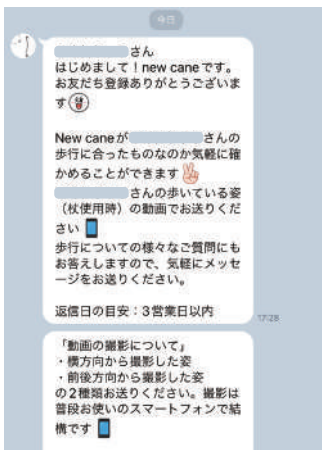 今日
さん
はじめまして!new caneです。
お友だち登録ありがとうございま
す
New caneが さんの
歩行に合ったものなのか気軽に確
かめることができます
さんの歩いている姿
(杖使用時)の動画でお送りくだ
さい
歩行についての様々なご質問にも
お答えしますので、気軽にメッセ
ージをお送りください。
返信日の目安:3営業日以内
17:28
「動画の撮影について」
・横方向から撮影した姿
・前後方向から撮影した姿
の2種類お送りください。撮影は
普段お使いのスマートフォンで結
構です